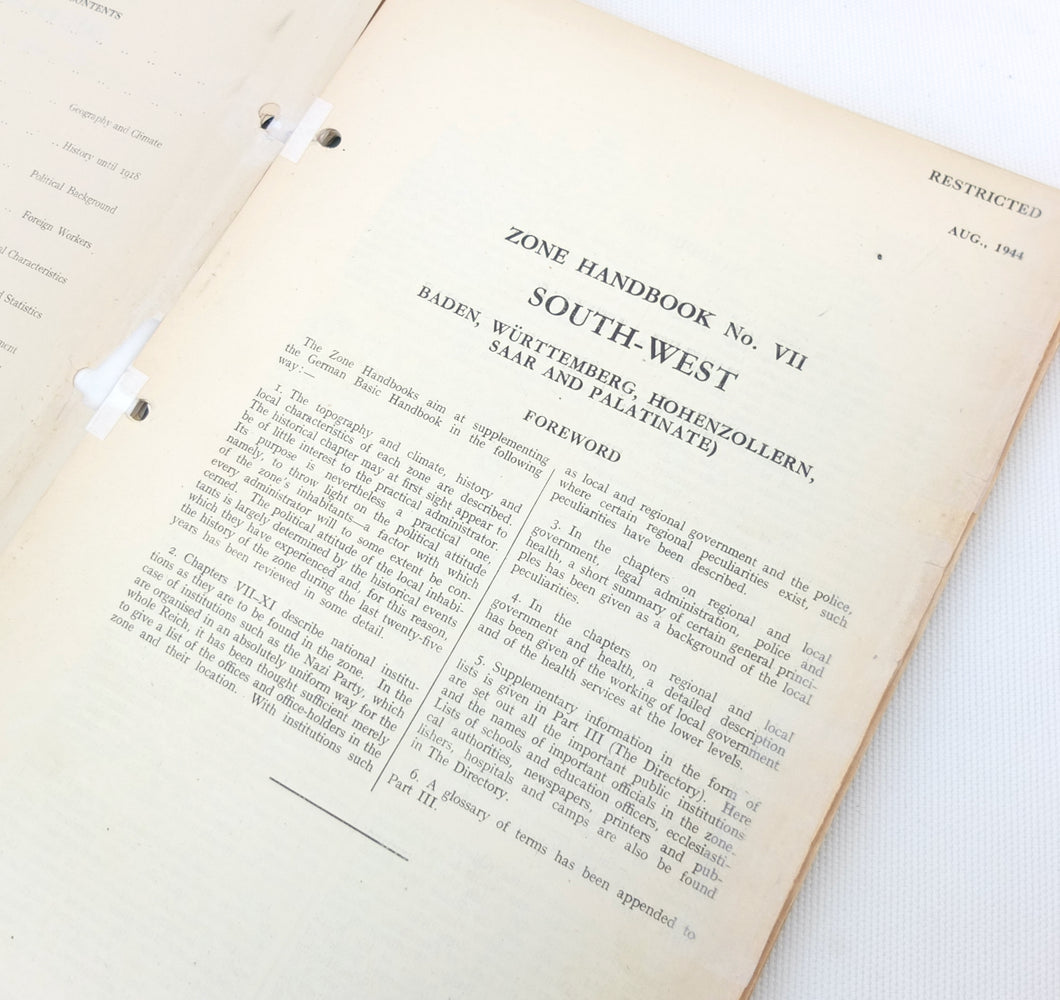 CONTENTS
Geography and Climate
.. History until 1918
Political Background
.. Foreign Workers
Characteristics
Statistics
RESTRICTED
AUG., 1944
ZONE HANDBOOK No. VII
SOUTH-WEST
BADEN, WÜRTTEMBERG, HOHENZOLLERN,
SAAR AND PALATINATE)
FOREWORD
The Zone Handbooks aim at supplementing
the German Basic Handbook in the following
way:—
1. The topography and climate, history and
local characteristics of each zone are described.
The historical chapter may at first sight appear to
be of little interest to the practical administrator.
Its purpose is nevertheless a practical one,
namely, to throw light on the political attitude
of the zone's inhabitants—a factor with which
every administrator will to some extent be con-
cerned. The political attitude of the local inhabi-
tants is largely determined by the historical events
which they have experienced and, for this reason,
the history of the zone during the last twenty-five
years has been reviewed in some detail.
2. Chapters VII-XI describe national institu-
tions as they are to be found in the zone. In the
case of institutions such as the Nazi Party, which
are organised in an absolutely uniform way for the
whole Reich, it has been thought sufficient merely
to give a list of the offices and office-holders in the
zone and their location. With institutions such
as local and regional government and the police,
where certain regional peculiarities exist, such
peculiarities have been described.
3. In the chapters on regional and local
government, legal administration, police and
health, a short summary of certain general princi-
ples has been given as a background of the local
peculiarities.
4. In the chapters on regional and local
government and health, a detailed description
has been given of the working of local government
and of the health services at the lower levels.
5. Supplementary information in the form of
lists is given in Part III (The Directory). Here
are set out all the important public institutions
and the names of important officials in the zone.
Lists of schools and education officers, ecclesiasti-
cal authorities, newspapers, printers and pub-
lishers, hospitals and camps are also be found
in The Directory.
6. A glossary of terms has been appended to
Part III.